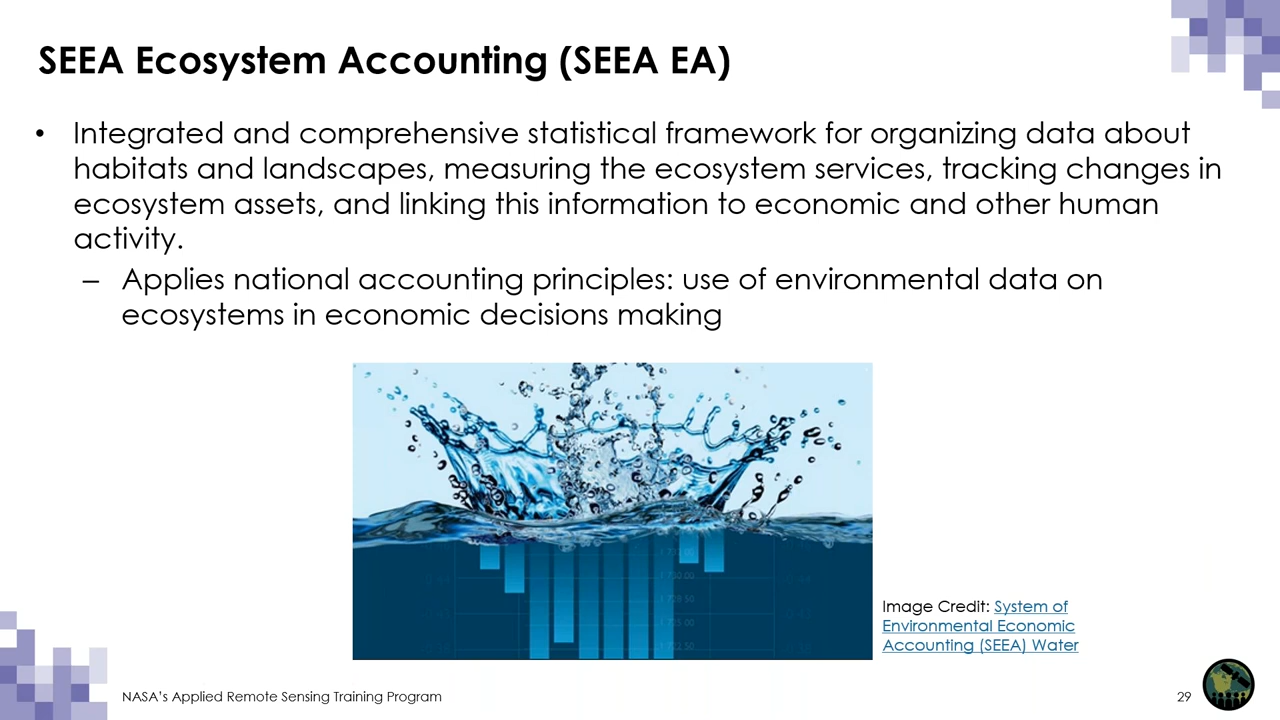 SEEA Ecosystem Accounting (SEEA EA)
• Integrated and comprehensive statistical framework for organizing data about
habitats and landscapes, measuring the ecosystem services, tracking changes in
ecosystem assets, and linking this information to economic and other human
activity.
– Applies national accounting principles: use of environmental data on
ecosystems in economic decisions making
Image Credit: System of
Environmental Economic
Accounting (SEEA) Water
NASA’s Applied Remote Sensing Training Program
29